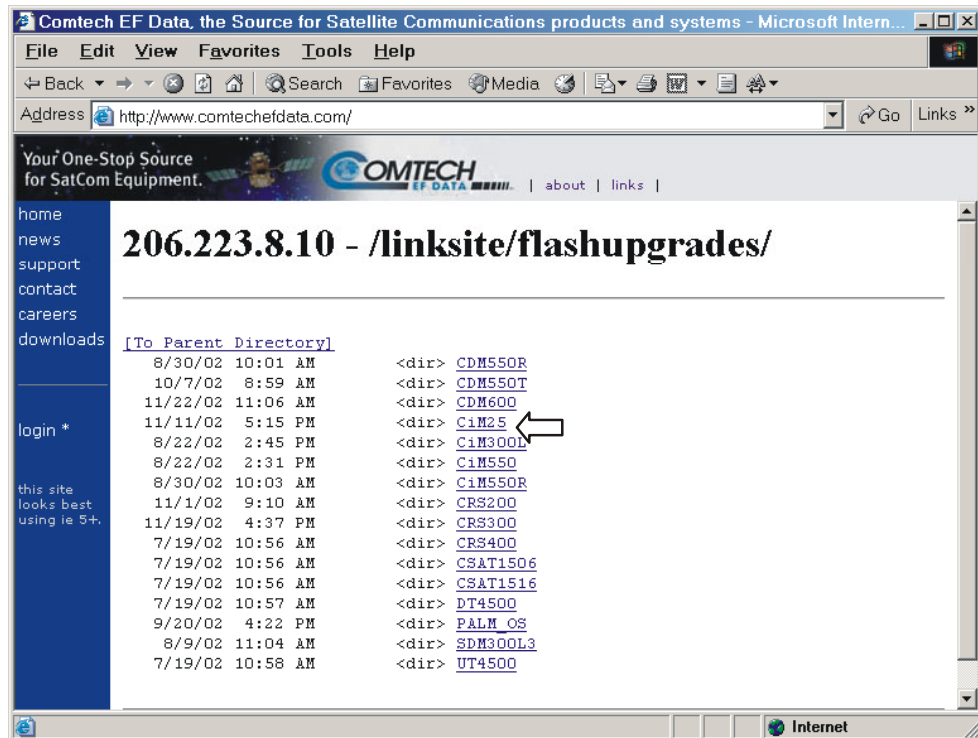 Comtech EF Data, the Source for Satellite Communications products and systems - Microsoft Intern...
File Edit View Favorites Tools Help
Back Search Favorites Media
Address http://www.comtechefdata.com/ Go Links »
Your One-Stop Source
for SatCom Equipment.
COMTECH
EF DATA
| about | links |
home
news
support
contact
careers
downloads
login *
this site
looks best
using ie 5+.
206.223.8.10 - /linksite/flashupgrades/
[To Parent Directory]
8/30/02 10:01 AM <dir> CDM550R
10/7/02 8:59 AM <dir> CDM550T
11/22/02 11:06 AM <dir> CDM600
11/11/02 5:15 PM <dir> CiM25
8/22/02 2:45 PM <dir> CiM300L
8/22/02 2:31 PM <dir> CiM550
8/30/02 10:03 AM <dir> CiM550R
11/1/02 9:10 AM <dir> CRS200
11/19/02 4:37 PM <dir> CRS300
7/19/02 10:56 AM <dir> CRS400
7/19/02 10:56 AM <dir> CSAT1506
7/19/02 10:56 AM <dir> CSAT1516
7/19/02 10:57 AM <dir> DT4500
9/20/02 4:22 PM <dir> PALM_OS
8/9/02 11:04 AM <dir> SDM300L3
7/19/02 10:58 AM <dir> UT4500
Internet